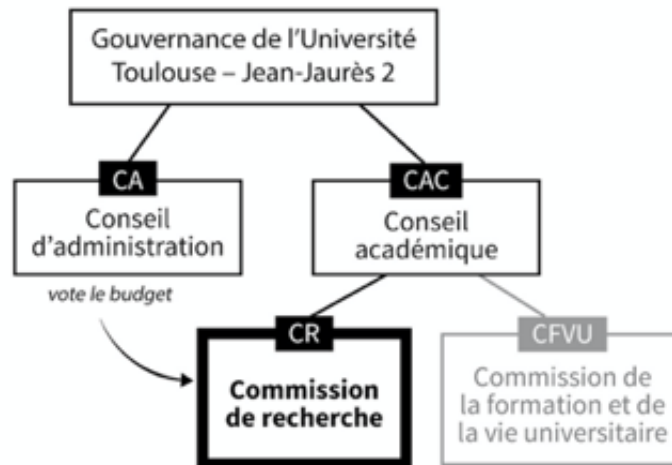 Gouvernance de l’Université
Toulouse – Jean-Jaurès 2
CA
CAC
Conseil
d’administration
Conseil
académique
vote le budget
CR
CFVU
Commission
de recherche
Commission de
la formation et de
la vie universitaire